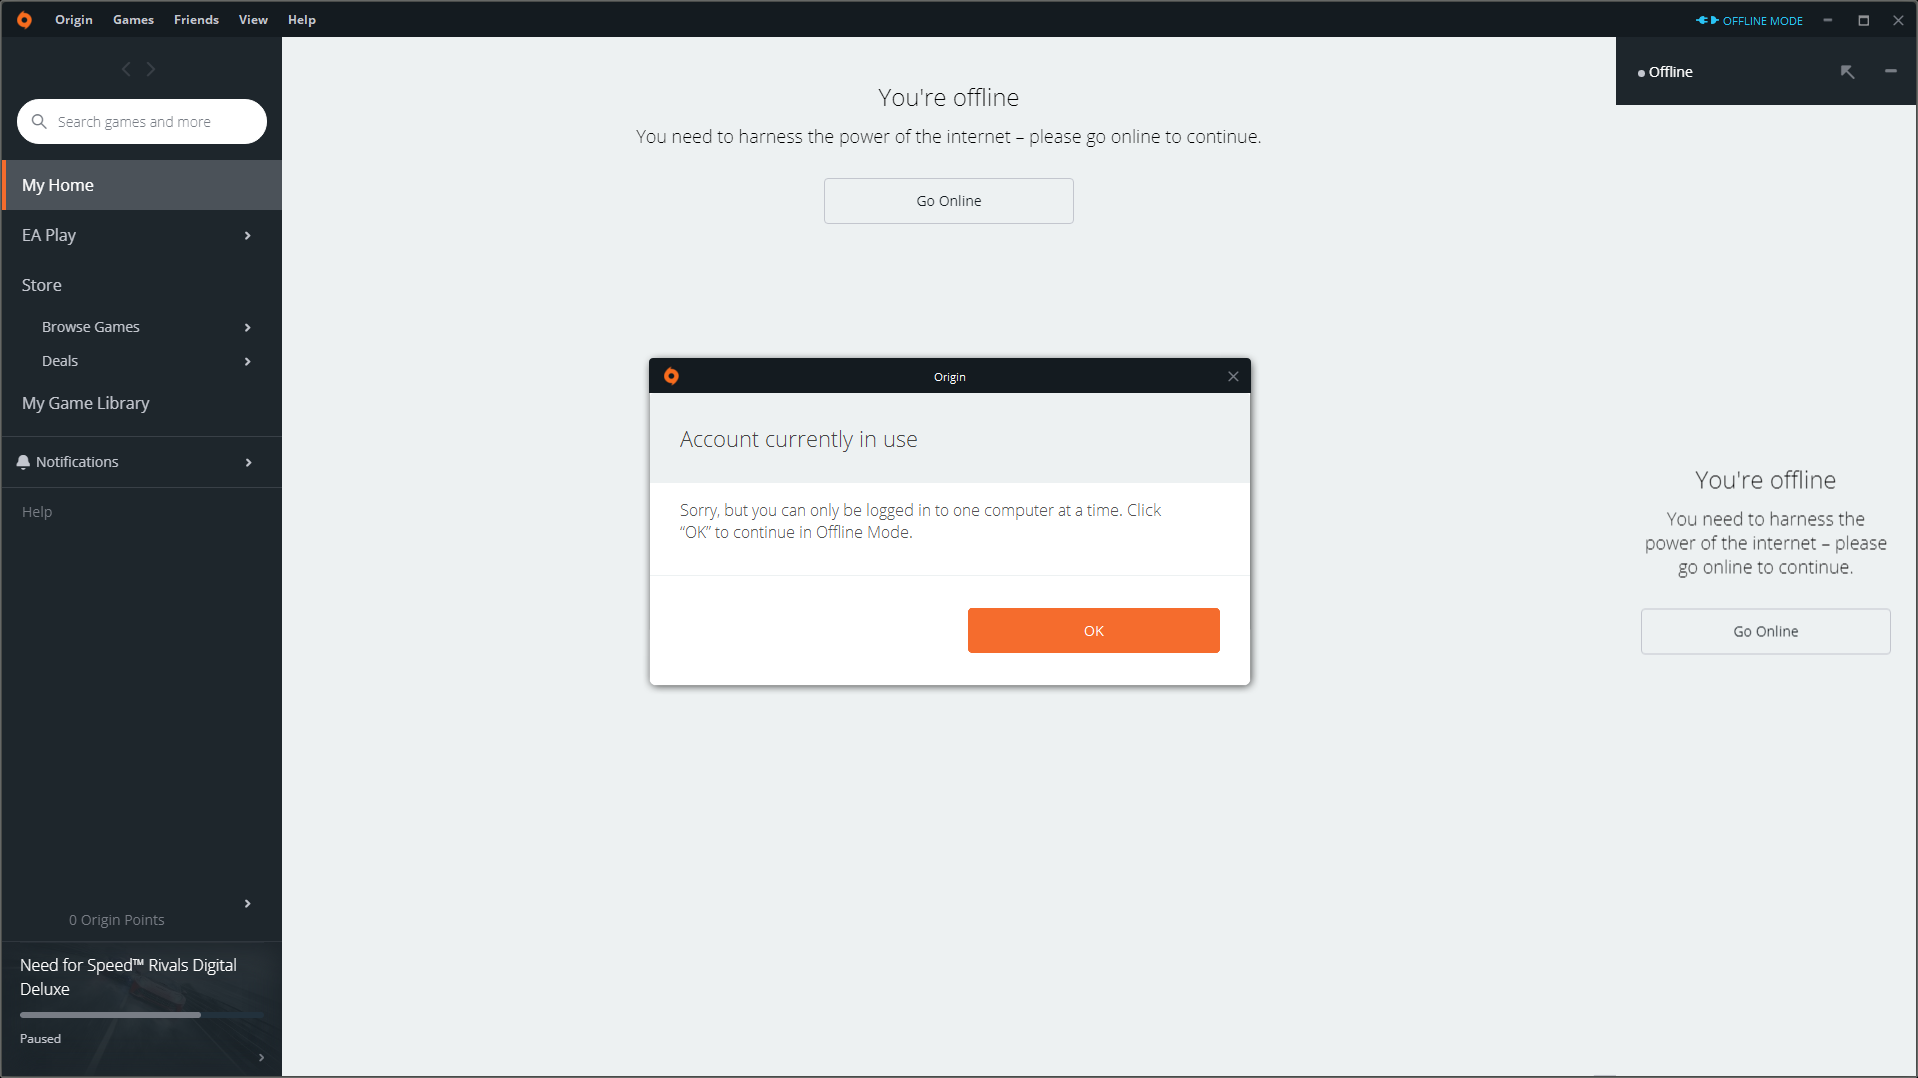 Origin Games Friends View Help
OFFLINE MODE
Search games and more
My Home
EA Play
Store
Browse Games
Deals
My Game Library
Notifications
Help
0 Origin Points
Need for Speed™ Rivals Digital
Deluxe
Paused
You're offline
You need to harness the power of the internet – please go online to continue.
Go Online
Origin
Account currently in use
Sorry, but you can only be logged in to one computer at a time. Click
“OK” to continue in Offline Mode.
OK
Offline
You're offline
You need to harness the
power of the internet – please
go online to continue.
Go Online